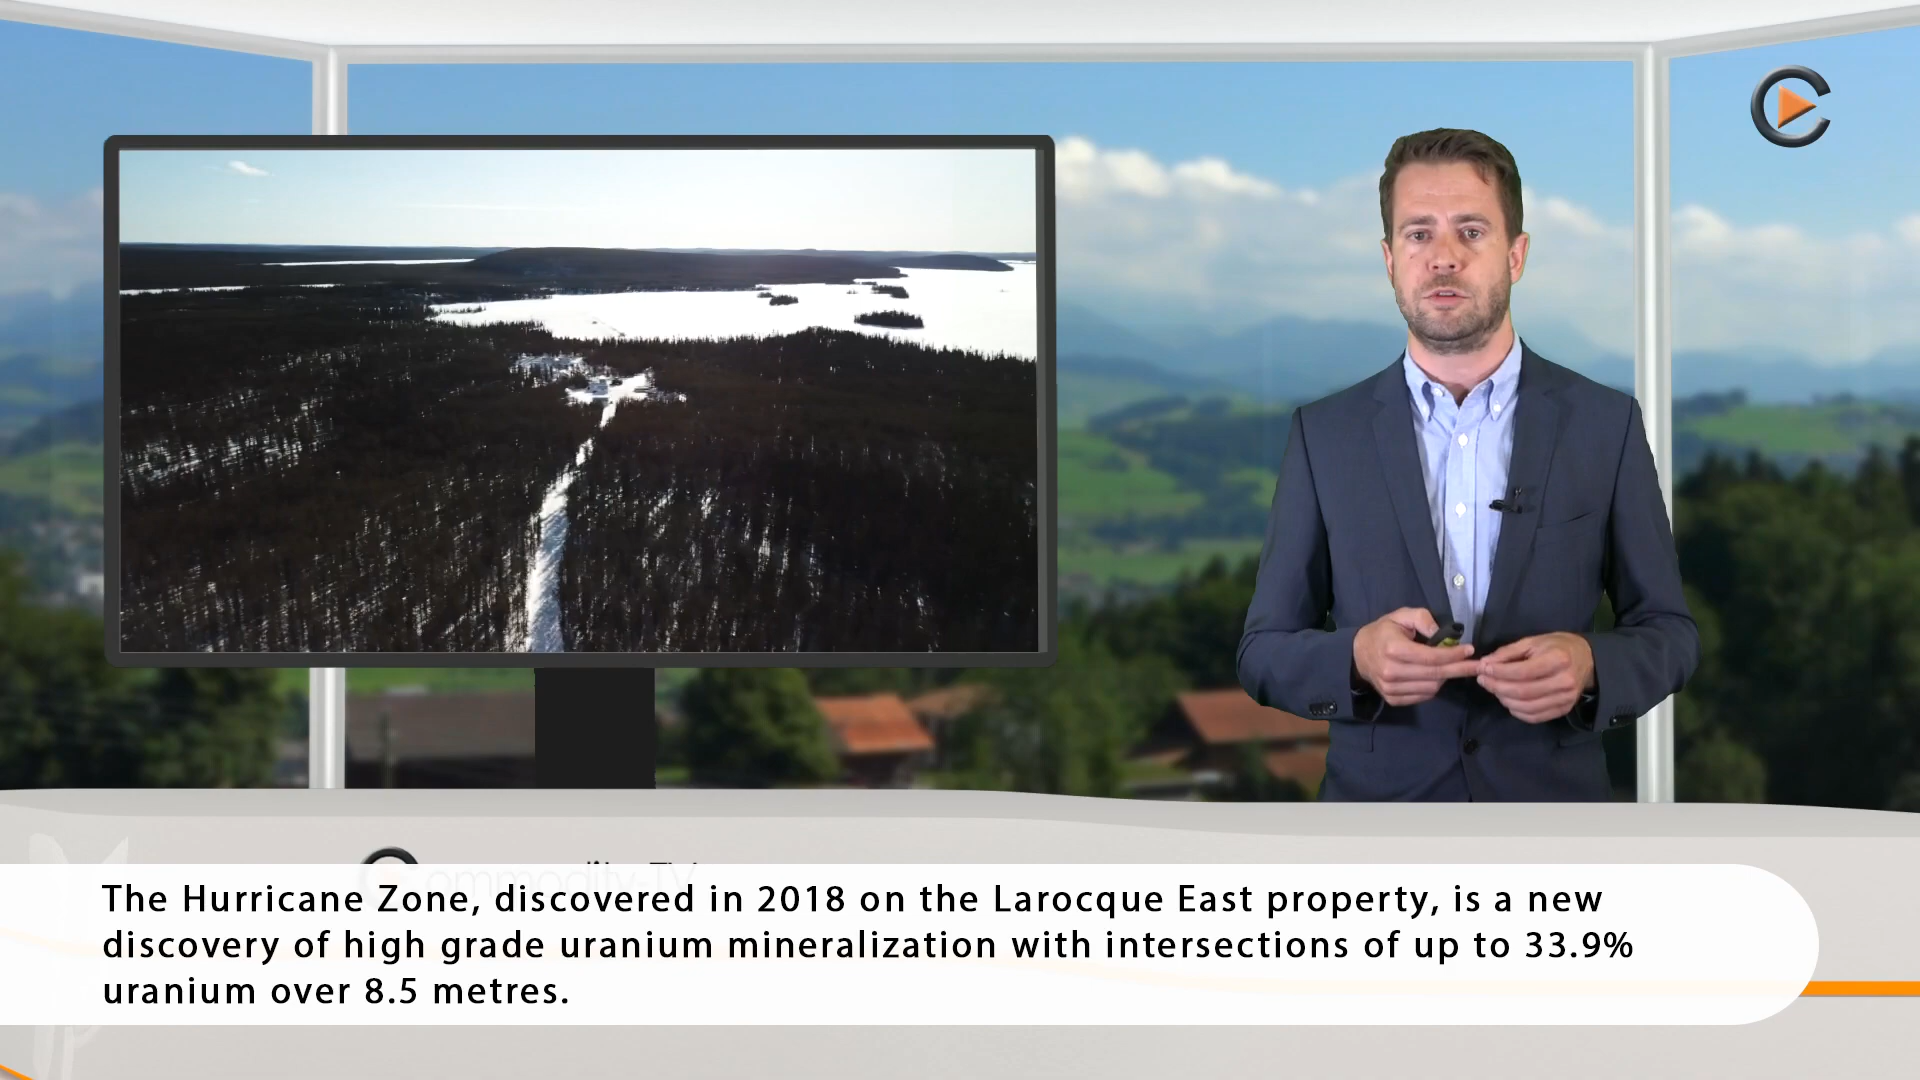 The Hurricane Zone, discovered in 2018 on the Larocque East property, is a new
discovery of high grade uranium mineralization with intersections of up to 33.9%
uranium over 8.5 metres.